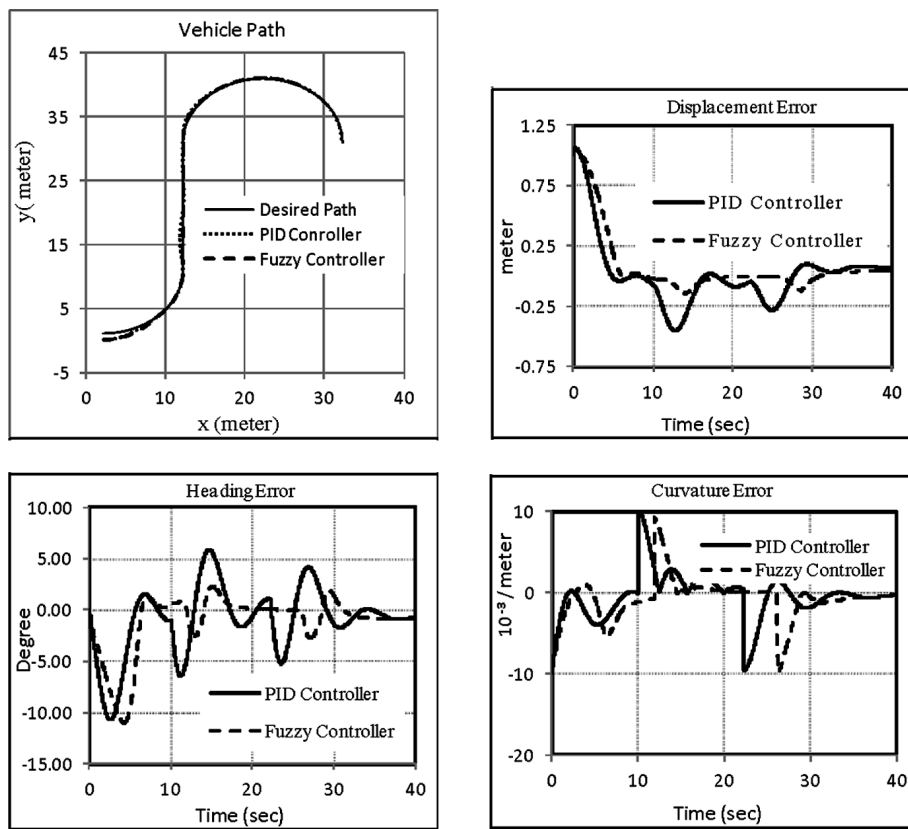 Vehicle Path
45
35
25
15
5
-5
y( meter)
Desired Path
PID Conroller
Fuzzy Controller
0 10 20 30 40
x (meter)
Displacement Error
1.25
0.75
0.25
-0.25
-0.75
meter
PID Controller
Fuzzy Controller
0 10 20 30 40
Time (sec)
Heading Error
10.00
5.00
0.00
-5.00
-10.00
-15.00
Degree
PID Controller
Fuzzy Controller
0 10 20 30 40
Time (sec)
Curvature Error
10
0
-10
-20
10⁻³ /meter
PID Controller
Fuzzy Controller
0 10 20 30 40
Time (sec)